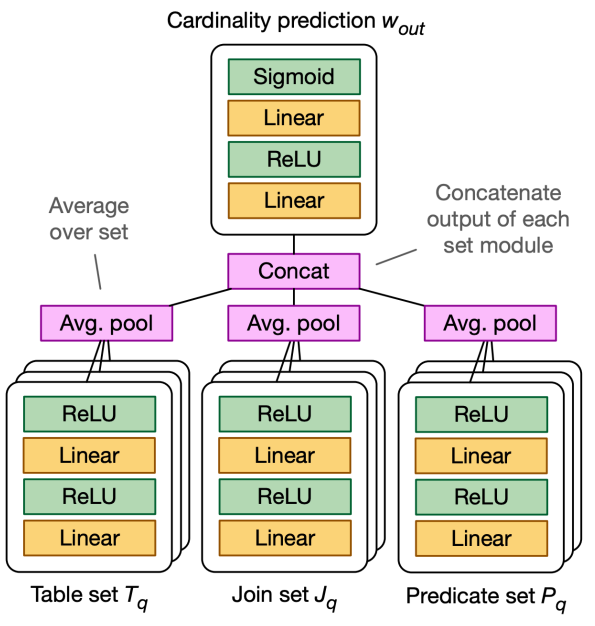 Cardinality prediction w_out
Sigmoid
Linear
ReLU
Linear
Average
over set
Concatenate
output of each
set module
Concat
Avg. pool
Avg. pool
Avg. pool
ReLU
Linear
ReLU
Linear
ReLU
Linear
ReLU
Linear
ReLU
Linear
ReLU
Linear
Table set T_q
Join set J_q
Predicate set P_q